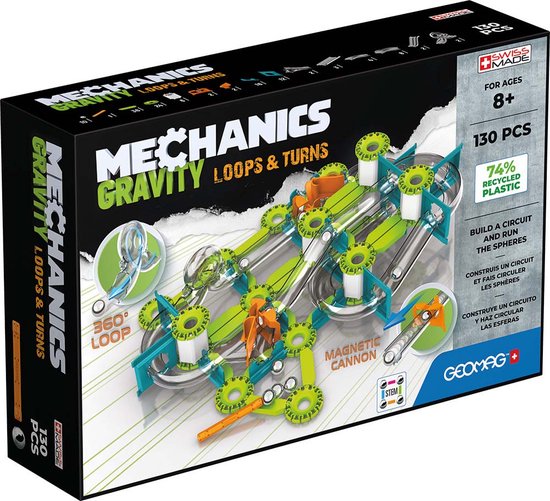 130
PCS
SWISS
MADE
FOR AGES
8+
130 PCS
74%
RECYCLED
PLASTIC
BUILD A CIRCUIT
AND RUN
THE SPHERES
CONSTRUIS UN CIRCUIT
ET FAIS CIRCULER
LES SPHÈRES
CONSTRUYE UN CIRCUITO
Y HAZ CIRCULAR
LAS ESFERAS
GEOMAG
MECHANICS
GRAVITY LOOPS & TURNS
360°
LOOP
MAGNETIC
CANNON
STEM
MECHANICS
GRAVITY LOOPS & TURNS
130
PCS